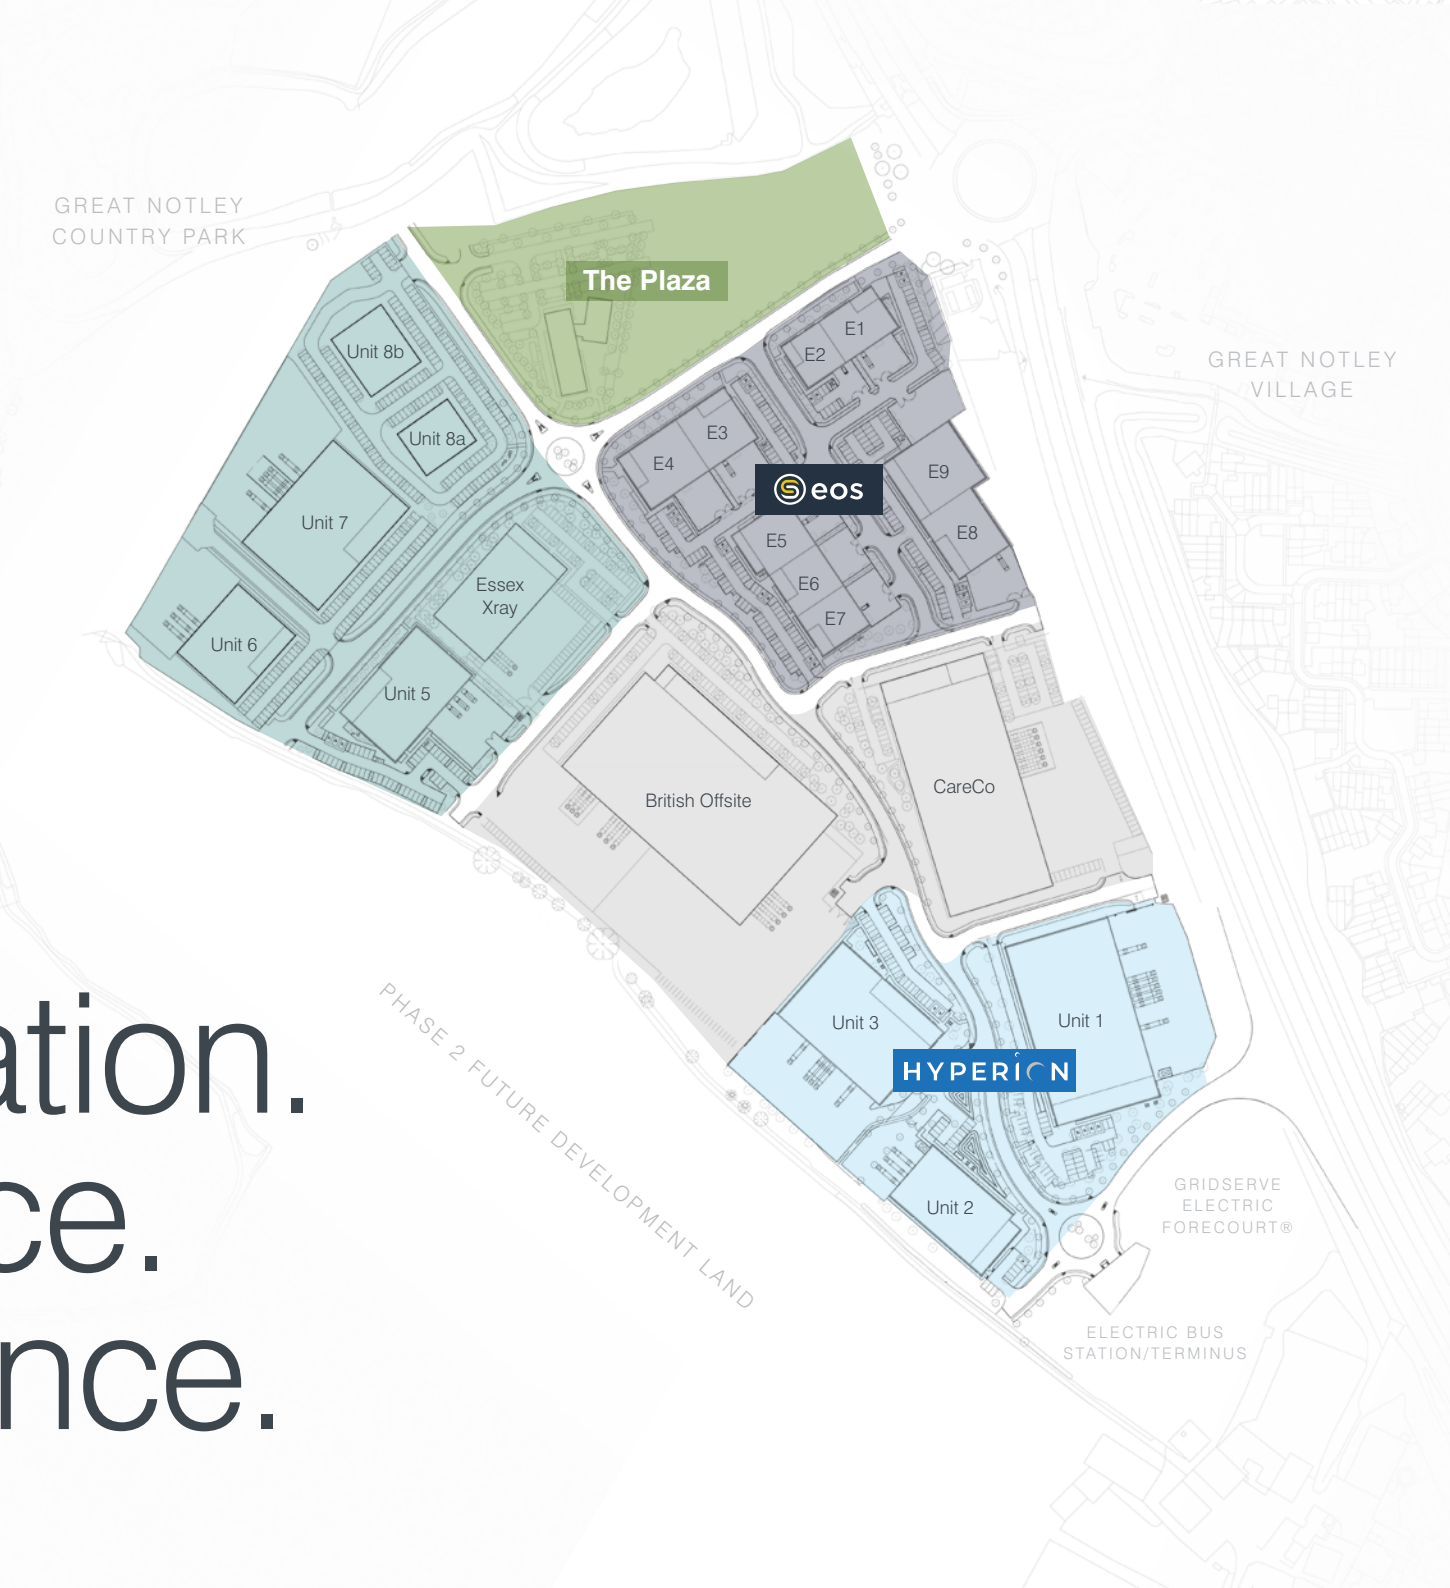 GREAT NOTLEY
COUNTRY PARK
The Plaza
GREAT NOTLEY
VILLAGE
Unit 8b
Unit 8a
Unit 7
Essex
Xray
Unit 6
Unit 5
E1
E2
E3
E4
eos
E9
E8
E5
E6
E7
British Offsite
CareCo
Unit 3
Unit 1
HYPERION
Unit 2
PHASE 2 FUTURE DEVELOPMENT LAND
GRIDSERVE
ELECTRIC
FORECOURT®
ELECTRIC BUS
STATION/TERMINUS
ation.
ce.
nce.